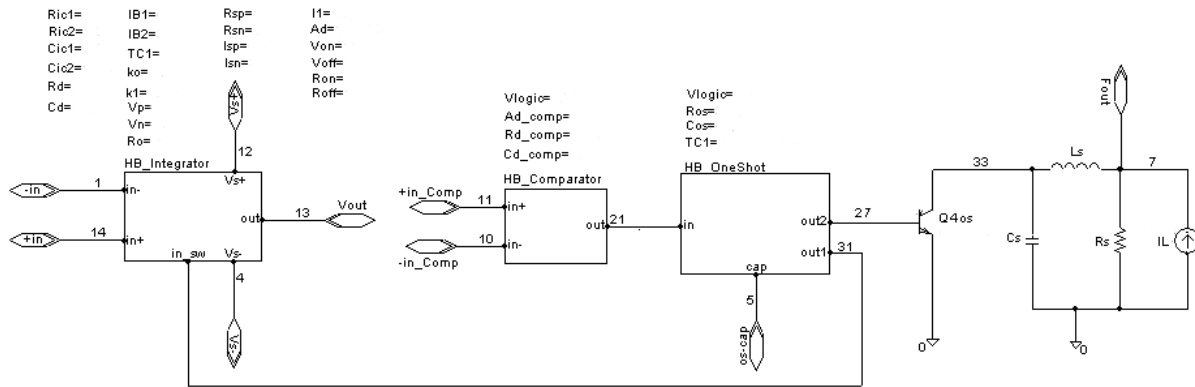 Ric1=
Ric2=
Cic1=
Cic2=
Rd=
Cd=
IB1=
IB2=
TC1=
ko=
k1=
Vp=
Vn=
Ro=
Rsp=
Rsn=
Isp=
Isn=
I1=
Ad=
Von=
Voff=
Ron=
Roff=
Vs+
12
HB_Integrator
Vs+
-in
1
in-
+in
14
in+
out
13
Vout
in_sw
Vs-
4
Vs-
Vlogic=
Ad_comp=
Rd_comp=
Cd_comp=
HB_Comparator
+in_Comp
11
in+
10
in-
-in_Comp
out
21
Vlogic=
Ros=
Cos=
TC1=
HB_OneShot
in
out2
27
31
out1
cap
5
os-cap
Q4os
0
33
Ls
Fout
7
Cs
Rs
IL
0